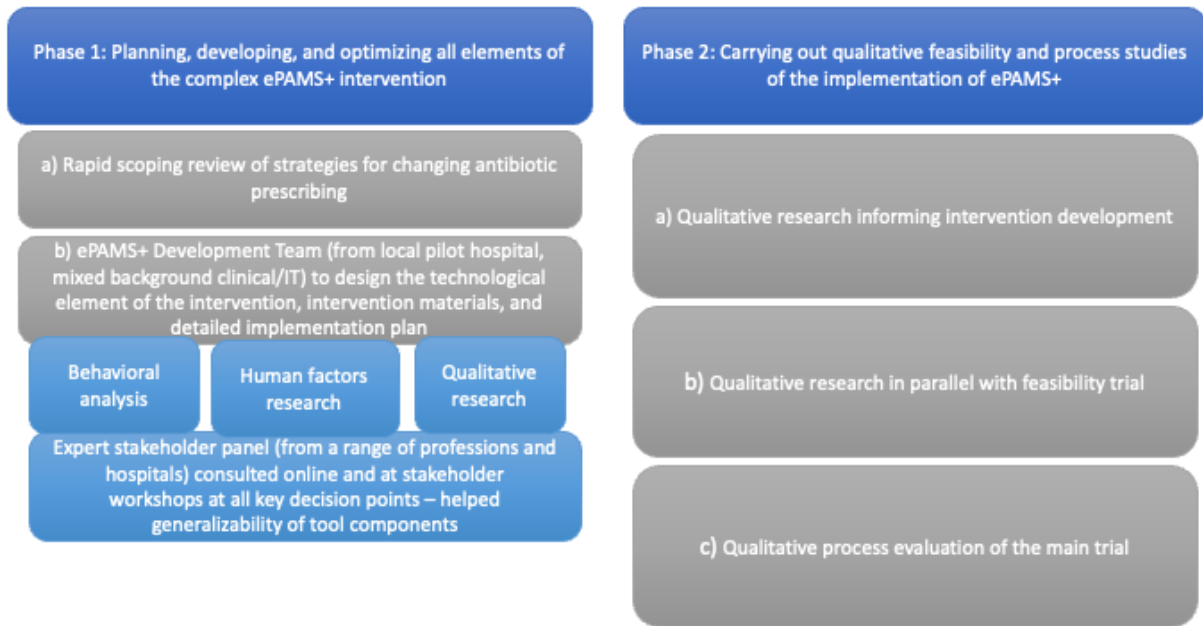 Phase 1: Planning, developing, and optimizing all elements of
the complex ePAMS+ intervention
a) Rapid scoping review of strategies for changing antibiotic
prescribing
b) ePAMS+ Development Team (from local pilot hospital,
mixed background clinical/IT) to design the technological
element of the intervention, intervention materials, and
detailed implementation plan
Behavioral
analysis
Human factors
research
Qualitative
research
Expert stakeholder panel (from a range of professions and
hospitals) consulted online and at stakeholder
workshops at all key decision points – helped
generalizability of tool components
Phase 2: Carrying out qualitative feasibility and process studies
of the implementation of ePAMS+
a) Qualitative research informing intervention development
b) Qualitative research in parallel with feasibility trial
c) Qualitative process evaluation of the main trial